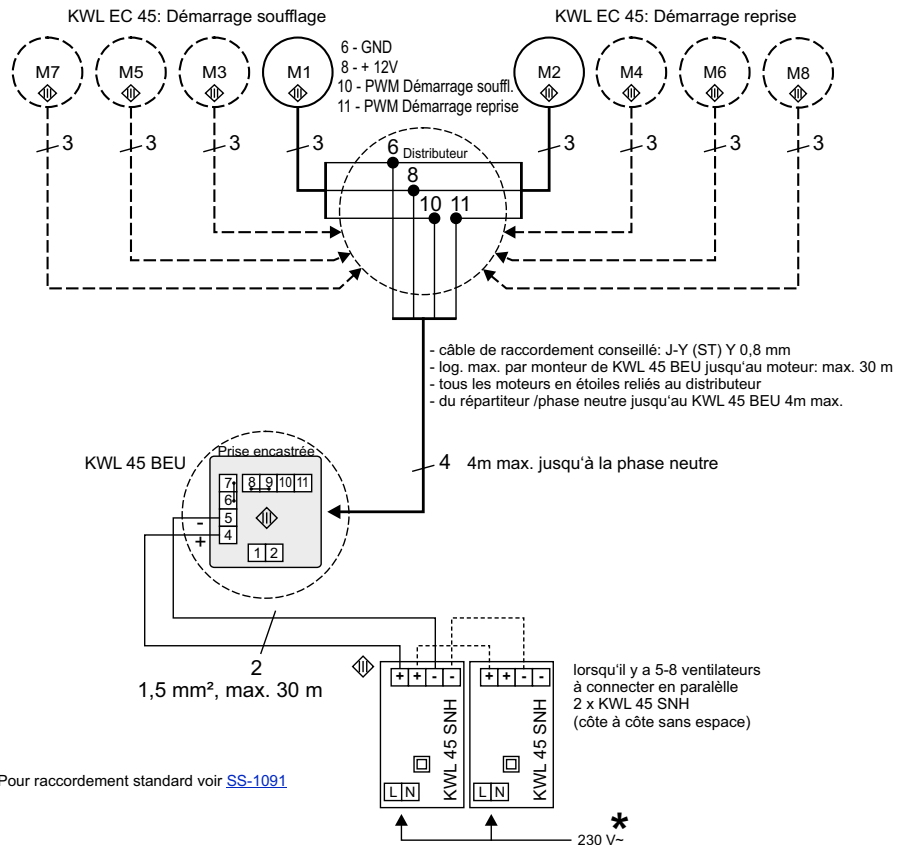 KWL EC 45: Démarrage soufflage
KWL EC 45: Démarrage reprise
M7
M5
M3
M1
6 - GND
8 - + 12V
10 - PWM Démarrage souffl.
11 - PWM Démarrage reprise
M2
M4
M6
M8
3
3
3
3
3
3
3
3
6 Distributeur
8
10 11
- câble de raccordement conseillé: J-Y (ST) Y 0,8 mm
- log. max. par monteur de KWL 45 BEU jusqu‘au moteur: max. 30 m
- tous les moteurs en étoiles reliés au distributeur
- du répartiteur /phase neutre jusqu‘au KWL 45 BEU 4m max.
KWL 45 BEU
Prise encastrée
7 8 9 10 11
6
5
4
1 2
-
+
4 4m max. jusqu‘à la phase neutre
2
1,5 mm², max. 30 m
+ + - -
+ + - -
KWL 45 SNH
KWL 45 SNH
L N
L N
lorsqu‘il y a 5-8 ventilateurs
à connecter en paralèlle
2 x KWL 45 SNH
(côte à côte sans espace)
Pour raccordement standard voir SS-1091
230 V~ *